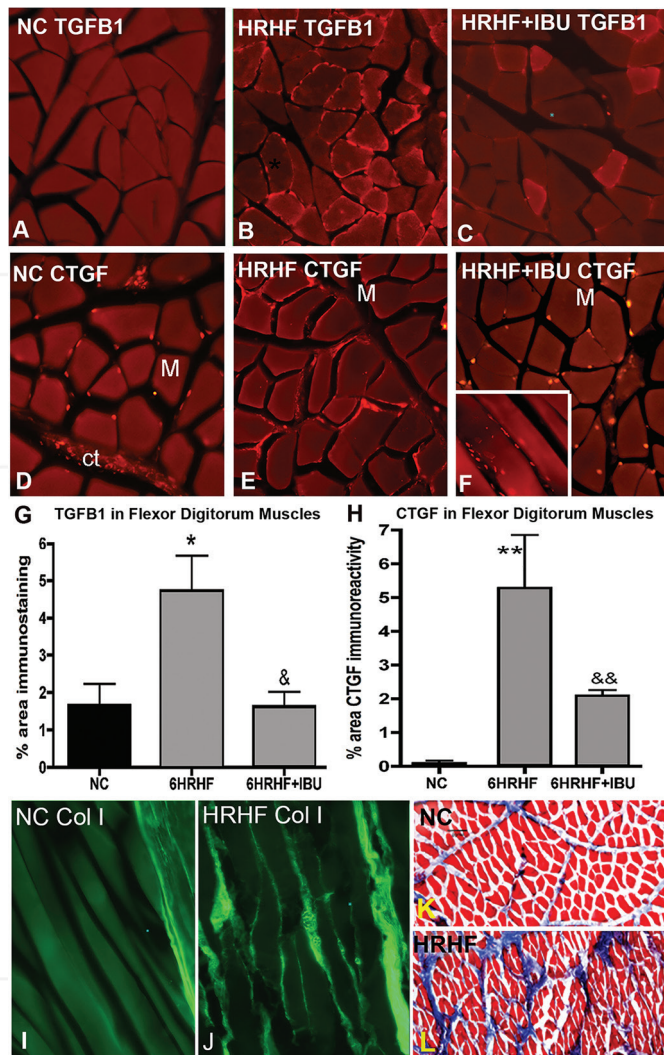 NC TGFB1
A
HRHF TGFB1
*
B
HRHF+IBU TGFB1
C
NC CTGF
M
ct
D
HRHF CTGF
M
E
HRHF+IBU CTGF
M
F
G
TGFB1 in Flexor Digitorum Muscles
% area immunostaining
6
5
4
3
2
1
0
*
&
NC
6HRHF
6HRHF+IBU
H
CTGF in Flexor Digitorum Muscles
% area CTGF immunoreactivity
7
6
5
4
3
2
1
0
**
&&
NC
6HRHF
6HRHF+IBU
NC Col I
I
HRHF Col I
J
NC
K
HRHF
L